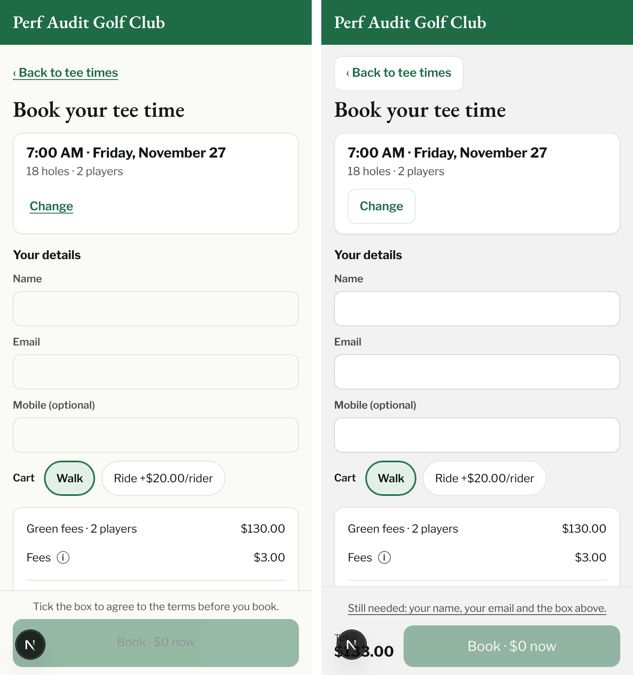 Perf Audit Golf Club
‹ Back to tee times
Book your tee time
7:00 AM · Friday, November 27
18 holes · 2 players
Change
Your details
Name
Email
Mobile (optional)
Cart
Walk
Ride +$20.00/rider
Green fees · 2 players
$130.00
Fees
i
$3.00
Tick the box to agree to the terms before you book.
N
Book · $0 now
Perf Audit Golf Club
‹ Back to tee times
Book your tee time
7:00 AM · Friday, November 27
18 holes · 2 players
Change
Your details
Name
Email
Mobile (optional)
Cart
Walk
Ride +$20.00/rider
Green fees · 2 players
$130.00
Fees
i
$3.00
Still needed: your name, your email and the box above.
N
Book · $0 now